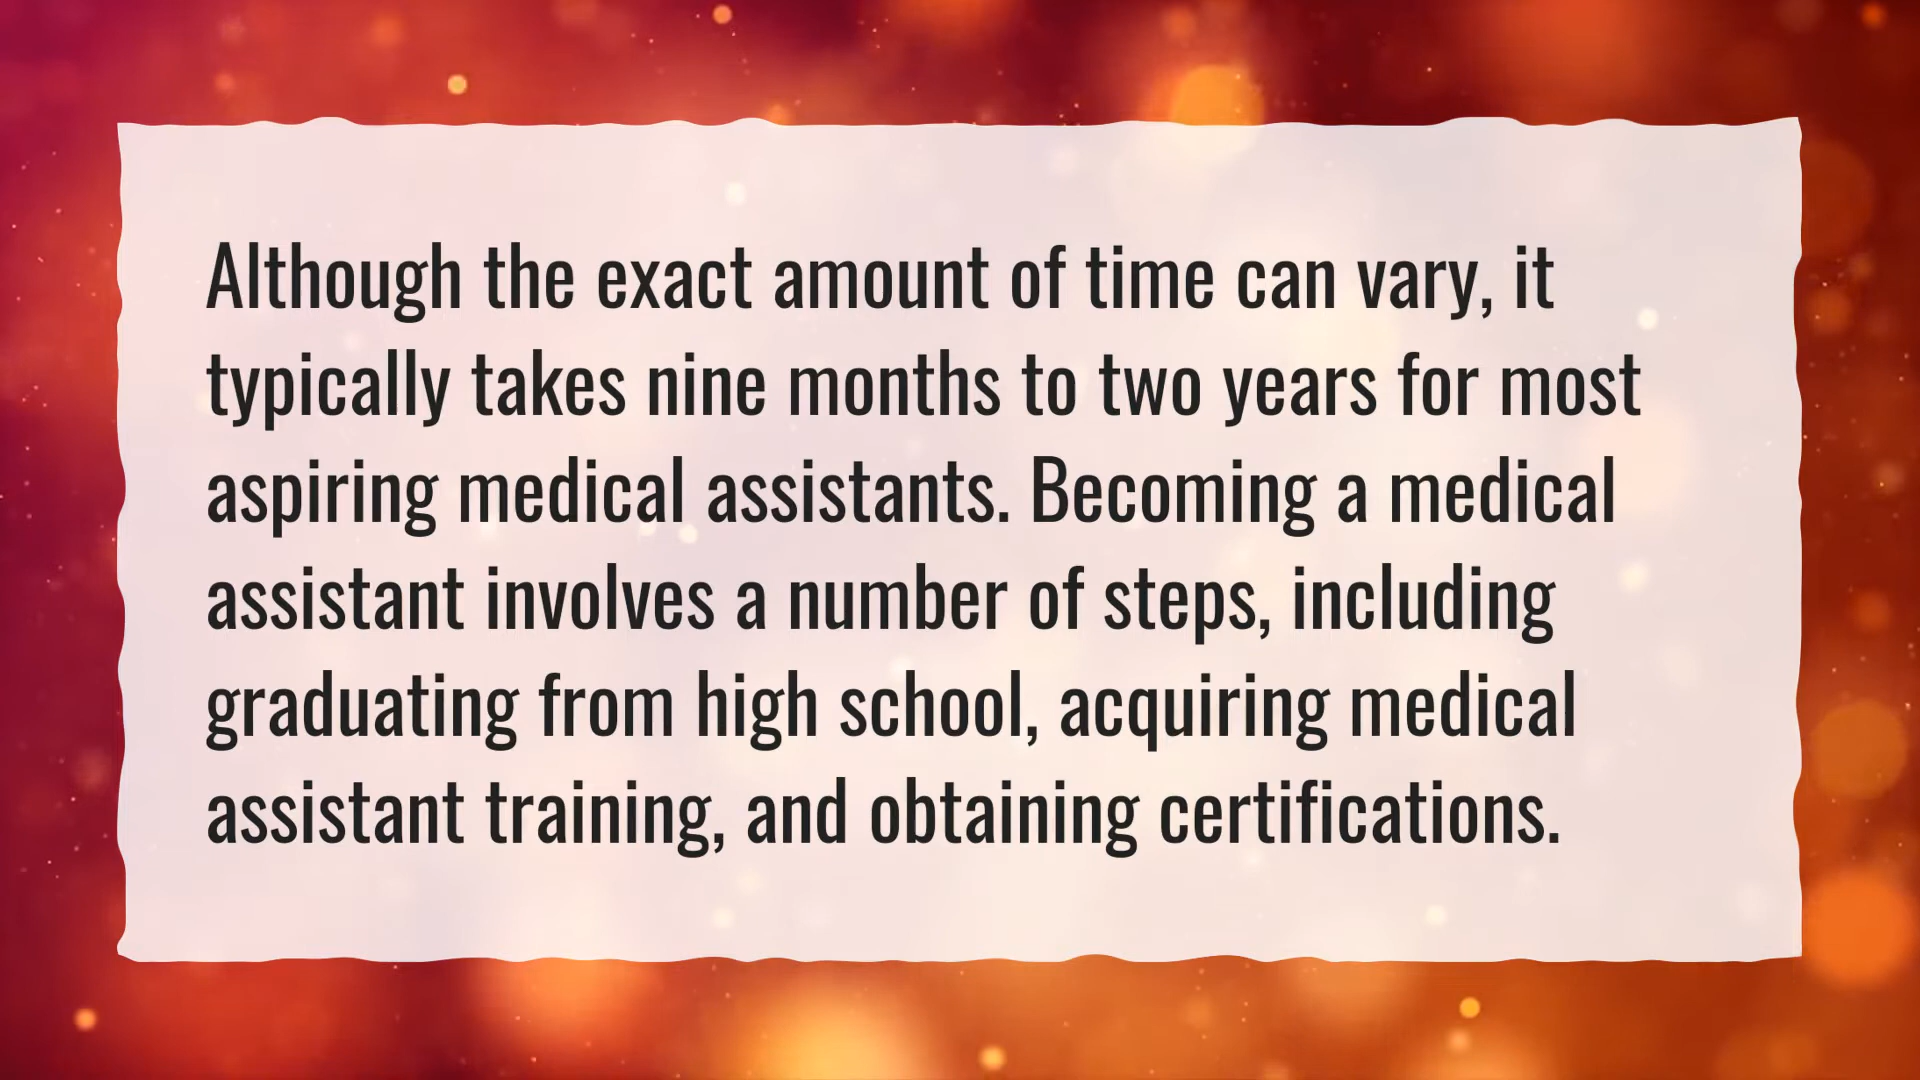 Although the exact amount of time can vary, it
typically takes nine months to two years for most
aspiring medical assistants. Becoming a medical
assistant involves a number of steps, including
graduating from high school, acquiring medical
assistant training, and obtaining certifications.